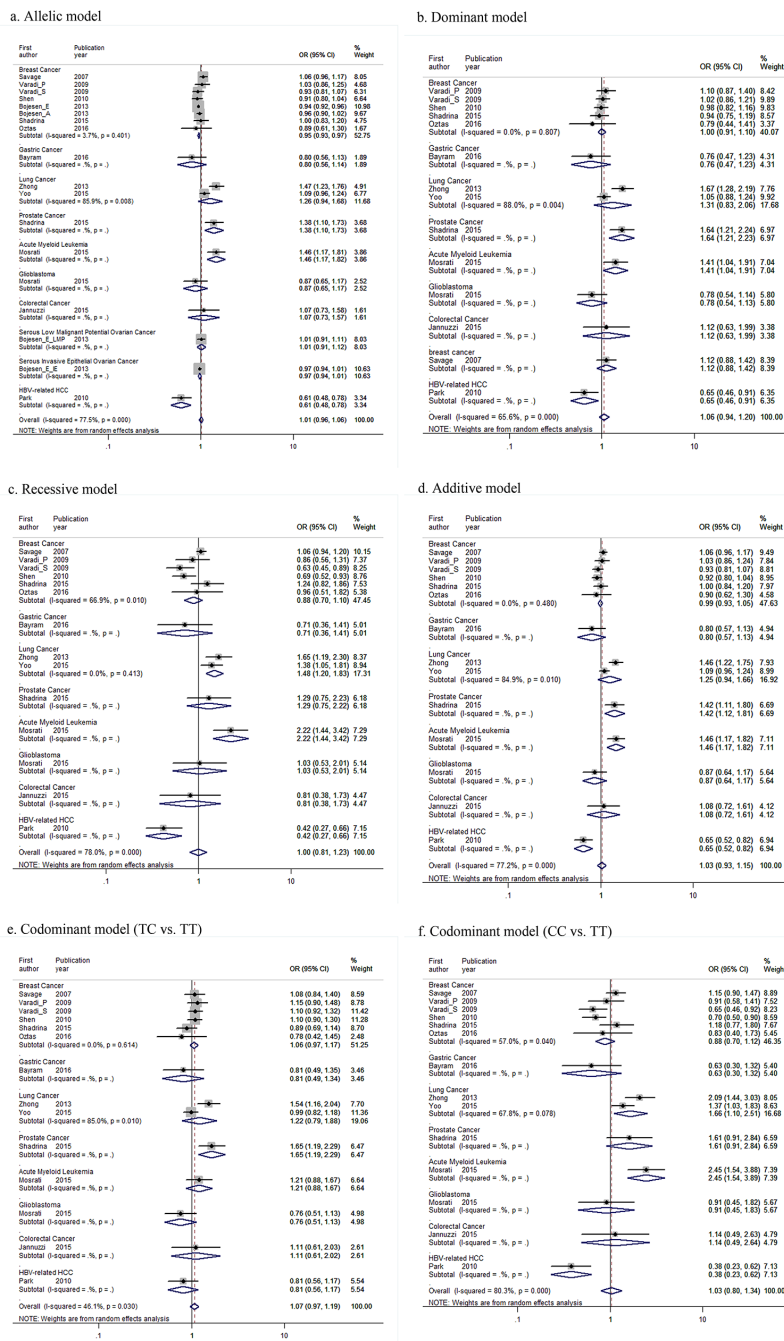 a. Allelic model
First Publication %
author year OR (95% CI) Weight
Breast Cancer
Savage 2007 1.06 (0.96, 1.17) 8.05
Varadi_P 2009 1.03 (0.86, 1.25) 4.68
Varadi_S 2009 0.93 (0.81, 1.07) 6.31
Shen 2010 0.91 (0.80, 1.04) 6.64
Bojesen_E 2013 0.94 (0.92, 0.96) 10.98
Bojesen_A 2013 0.96 (0.90, 1.02) 9.67
Shadrina 2015 1.00 (0.83, 1.20) 4.75
Oztas 2016 0.89 (0.61, 1.30) 1.67
Subtotal (I-squared = 3.7%, p = 0.401) 0.95 (0.93, 0.97) 52.75
Gastric Cancer
Bayram 2016 0.80 (0.56, 1.13) 1.89
Subtotal (I-squared = .%, p = .) 0.80 (0.56, 1.14) 1.89
Lung Cancer
Zhong 2013 1.47 (1.23, 1.76) 4.91
Yoo 2015 1.09 (0.96, 1.24) 6.77
Subtotal (I-squared = 85.9%, p = 0.008) 1.26 (0.94, 1.68) 11.68
Prostate Cancer
Shadrina 2015 1.38 (1.10, 1.73) 3.68
Subtotal (I-squared = .%, p = .) 1.38 (1.10, 1.73) 3.68
Acute Myeloid Leukemia
Mosrati 2015 1.46 (1.17, 1.81) 3.86
Subtotal (I-squared = .%, p = .) 1.46 (1.17, 1.82) 3.86
Glioblastoma
Mosrati 2015 0.87 (0.65, 1.17) 2.52
Subtotal (I-squared = .%, p = .) 0.87 (0.65, 1.17) 2.52
Colorectal Cancer
Jannuzzi 2015 1.07 (0.73, 1.58) 1.61
Subtotal (I-squared = .%, p = .) 1.07 (0.73, 1.57) 1.61
Serous Low Malignant Potential Ovarian Cancer
Bojesen_E_LMP 2013 1.01 (0.91, 1.11) 8.03
Subtotal (I-squared = .%, p = .) 1.01 (0.91, 1.12) 8.03
Serous Invasive Epithelial Ovarian Cancer
Bojesen_E_IE 2013 0.97 (0.94, 1.01) 10.63
Subtotal (I-squared = .%, p = .) 0.97 (0.94, 1.01) 10.63
HBV-related HCC
Park 2010 0.61 (0.48, 0.78) 3.34
Subtotal (I-squared = .%, p = .) 0.61 (0.48, 0.78) 3.34
Overall (I-squared = 77.5%, p = 0.000) 1.01 (0.96, 1.06) 100.00
NOTE: Weights are from random effects analysis
.1 1 10
b. Dominant model
First Publication %
author year OR (95% CI) Weight
Breast Cancer
Varadi_P 2009 1.10 (0.87, 1.40) 8.42
Varadi_S 2009 1.02 (0.86, 1.21) 9.89
Shen 2010 0.98 (0.82, 1.16) 9.83
Shadrina 2015 0.94 (0.75, 1.19) 8.57
Oztas 2016 0.79 (0.44, 1.41) 3.37
Subtotal (I-squared = 0.0%, p = 0.807) 1.00 (0.91, 1.10) 40.07
Gastric Cancer
Bayram 2016 0.76 (0.47, 1.23) 4.31
Subtotal (I-squared = .%, p = .) 0.76 (0.47, 1.23) 4.31
Lung Cancer
Zhong 2013 1.67 (1.28, 2.19) 7.76
Yoo 2015 1.05 (0.88, 1.24) 9.92
Subtotal (I-squared = 88.0%, p = 0.004) 1.31 (0.83, 2.06) 17.68
Prostate Cancer
Shadrina 2015 1.64 (1.21, 2.24) 6.97
Subtotal (I-squared = .%, p = .) 1.64 (1.21, 2.23) 6.97
Acute Myeloid Leukemia
Mosrati 2015 1.41 (1.04, 1.91) 7.04
Subtotal (I-squared = .%, p = .) 1.41 (1.04, 1.91) 7.04
Glioblastoma
Mosrati 2015 0.78 (0.54, 1.14) 5.80
Subtotal (I-squared = .%, p = .) 0.78 (0.54, 1.13) 5.80
Colorectal Cancer
Jannuzzi 2015 1.12 (0.63, 1.99) 3.38
Subtotal (I-squared = .%, p = .) 1.12 (0.63, 1.99) 3.38
breast cancer
Savage 2007 1.12 (0.88, 1.42) 8.39
Subtotal (I-squared = .%, p = .) 1.12 (0.88, 1.42) 8.39
HBV-related HCC
Park 2010 0.65 (0.46, 0.91) 6.35
Subtotal (I-squared = .%, p = .) 0.65 (0.46, 0.91) 6.35
Overall (I-squared = 65.6%, p = 0.000) 1.06 (0.94, 1.20) 100.00
NOTE: Weights are from random effects analysis
.1 1 10
c. Recessive model
First Publication %
author year OR (95% CI) Weight
Breast Cancer
Savage 2007 1.06 (0.94, 1.20) 10.15
Varadi_P 2009 0.86 (0.56, 1.31) 7.37
Varadi_S 2009 0.63 (0.45, 0.89) 8.25
Shen 2010 0.69 (0.52, 0.93) 8.76
Shadrina 2015 1.24 (0.82, 1.86) 7.53
Oztas 2016 0.96 (0.51, 1.82) 5.38
Subtotal (I-squared = 66.9%, p = 0.010) 0.88 (0.70, 1.10) 47.45
Gastric Cancer
Bayram 2016 0.71 (0.36, 1.41) 5.01
Subtotal (I-squared = .%, p = .) 0.71 (0.36, 1.41) 5.01
Lung Cancer
Zhong 2013 1.65 (1.19, 2.30) 8.37
Yoo 2015 1.38 (1.05, 1.81) 8.94
Subtotal (I-squared = 0.0%, p = 0.413) 1.48 (1.20, 1.83) 17.31
Prostate Cancer
Shadrina 2015 1.29 (0.75, 2.23) 6.18
Subtotal (I-squared = .%, p = .) 1.29 (0.75, 2.22) 6.18
Acute Myeloid Leukemia
Mosrati 2015 2.22 (1.44, 3.42) 7.29
Subtotal (I-squared = .%, p = .) 2.22 (1.44, 3.42) 7.29
Glioblastoma
Mosrati 2015 1.03 (0.53, 2.01) 5.14
Subtotal (I-squared = .%, p = .) 1.03 (0.53, 2.01) 5.14
Colorectal Cancer
Jannuzzi 2015 0.81 (0.38, 1.73) 4.47
Subtotal (I-squared = .%, p = .) 0.81 (0.38, 1.73) 4.47
HBV-related HCC
Park 2010 0.42 (0.27, 0.66) 7.15
Subtotal (I-squared = .%, p = .) 0.42 (0.27, 0.66) 7.15
Overall (I-squared = 78.0%, p = 0.000) 1.00 (0.81, 1.23) 100.00
NOTE: Weights are from random effects analysis
.1 1 10
d. Additive model
First Publication %
author year OR (95% CI) Weight
Breast Cancer
Savage 2007 1.06 (0.96, 1.17) 9.49
Varadi_P 2009 1.03 (0.86, 1.24) 7.84
Varadi_S 2009 0.93 (0.81, 1.07) 8.81
Shen 2010 0.92 (0.80, 1.04) 8.95
Shadrina 2015 1.00 (0.84, 1.20) 7.97
Oztas 2016 0.90 (0.62, 1.30) 4.58
Subtotal (I-squared = 0.0%, p = 0.480) 0.99 (0.93, 1.05) 47.63
Gastric Cancer
Bayram 2016 0.80 (0.57, 1.13) 4.94
Subtotal (I-squared = .%, p = .) 0.80 (0.57, 1.13) 4.94
Lung Cancer
Zhong 2013 1.46 (1.22, 1.75) 7.93
Yoo 2015 1.09 (0.96, 1.24) 8.99
Subtotal (I-squared = 84.9%, p = 0.010) 1.25 (0.94, 1.66) 16.92
Prostate Cancer
Shadrina 2015 1.42 (1.11, 1.80) 6.69
Subtotal (I-squared = .%, p = .) 1.42 (1.12, 1.81) 6.69
Acute Myeloid Leukemia
Mosrati 2015 1.46 (1.17, 1.82) 7.11
Subtotal (I-squared = .%, p = .) 1.46 (1.17, 1.82) 7.11
Glioblastoma
Mosrati 2015 0.87 (0.64, 1.17) 5.64
Subtotal (I-squared = .%, p = .) 0.87 (0.64, 1.17) 5.64
Colorectal Cancer
Jannuzzi 2015 1.08 (0.72, 1.61) 4.12
Subtotal (I-squared = .%, p = .) 1.08 (0.72, 1.61) 4.12
HBV-related HCC
Park 2010 0.65 (0.52, 0.82) 6.94
Subtotal (I-squared = .%, p = .) 0.65 (0.52, 0.82) 6.94
Overall (I-squared = 77.2%, p = 0.000) 1.03 (0.93, 1.15) 100.00
NOTE: Weights are from random effects analysis
.1 1 10
e. Codominant model (TC vs. TT)
First Publication %
author year OR (95% CI) Weight
Breast Cancer
Savage 2007 1.08 (0.84, 1.40) 8.59
Varadi_P 2009 1.15 (0.90, 1.48) 8.78
Varadi_S 2009 1.10 (0.92, 1.32) 11.42
Shen 2010 1.10 (0.90, 1.30) 11.28
Shadrina 2015 0.89 (0.69, 1.14) 8.70
Oztas 2016 0.78 (0.42, 1.45) 2.48
Subtotal (I-squared = 0.0%, p = 0.614) 1.06 (0.97, 1.17) 51.25
Gastric Cancer
Bayram 2016 0.81 (0.49, 1.35) 3.46
Subtotal (I-squared = .%, p = .) 0.81 (0.49, 1.34) 3.46
Lung Cancer
Zhong 2013 1.54 (1.16, 2.04) 7.70
Yoo 2015 0.99 (0.82, 1.18) 11.36
Subtotal (I-squared = 85.0%, p = 0.010) 1.22 (0.79, 1.88) 19.06
Prostate Cancer
Shadrina 2015 1.65 (1.19, 2.29) 6.47
Subtotal (I-squared = .%, p = .) 1.65 (1.19, 2.29) 6.47
Acute Myeloid Leukemia
Mosrati 2015 1.21 (0.88, 1.67) 6.64
Subtotal (I-squared = .%, p = .) 1.21 (0.88, 1.67) 6.64
Glioblastoma
Mosrati 2015 0.76 (0.51, 1.13) 4.98
Subtotal (I-squared = .%, p = .) 0.76 (0.51, 1.13) 4.98
Colorectal Cancer
Jannuzzi 2015 1.11 (0.61, 2.03) 2.61
Subtotal (I-squared = .%, p = .) 1.11 (0.61, 2.02) 2.61
HBV-related HCC
Park 2010 0.81 (0.56, 1.17) 5.54
Subtotal (I-squared = .%, p = .) 0.81 (0.56, 1.17) 5.54
Overall (I-squared = 46.1%, p = 0.030) 1.07 (0.97, 1.19) 100.00
NOTE: Weights are from random effects analysis
.1 1 10
f. Codominant model (CC vs. TT)
First Publication %
author year OR (95% CI) Weight
Breast Cancer
Savage 2007 1.15 (0.90, 1.47) 8.89
Varadi_P 2009 0.91 (0.58, 1.41) 7.52
Varadi_S 2009 0.65 (0.46, 0.92) 8.23
Shen 2010 0.70 (0.50, 0.90) 8.59
Shadrina 2015 1.18 (0.77, 1.80) 7.67
Oztas 2016 0.83 (0.40, 1.73) 5.45
Subtotal (I-squared = 57.0%, p = 0.040) 0.88 (0.70, 1.12) 46.35
Gastric Cancer
Bayram 2016 0.63 (0.30, 1.32) 5.40
Subtotal (I-squared = .%, p = .) 0.63 (0.30, 1.32) 5.40
Lung Cancer
Zhong 2013 2.09 (1.44, 3.03) 8.05
Yoo 2015 1.37 (1.03, 1.83) 8.63
Subtotal (I-squared = 67.8%, p = 0.078) 1.66 (1.10, 2.51) 16.68
Prostate Cancer
Shadrina 2015 1.61 (0.91, 2.84) 6.59
Subtotal (I-squared = .%, p = .) 1.61 (0.91, 2.84) 6.59
Acute Myeloid Leukemia
Mosrati 2015 2.45 (1.54, 3.88) 7.39
Subtotal (I-squared = .%, p = .) 2.45 (1.54, 3.89) 7.39
Glioblastoma
Mosrati 2015 0.91 (0.45, 1.82) 5.67
Subtotal (I-squared = .%, p = .) 0.91 (0.45, 1.83) 5.67
Colorectal Cancer
Jannuzzi 2015 1.14 (0.49, 2.63) 4.79
Subtotal (I-squared = .%, p = .) 1.14 (0.49, 2.64) 4.79
HBV-related HCC
Park 2010 0.38 (0.23, 0.62) 7.13
Subtotal (I-squared = .%, p = .) 0.38 (0.23, 0.62) 7.13
Overall (I-squared = 80.3%, p = 0.000) 1.03 (0.80, 1.34) 100.00
NOTE: Weights are from random effects analysis
.1 1 10